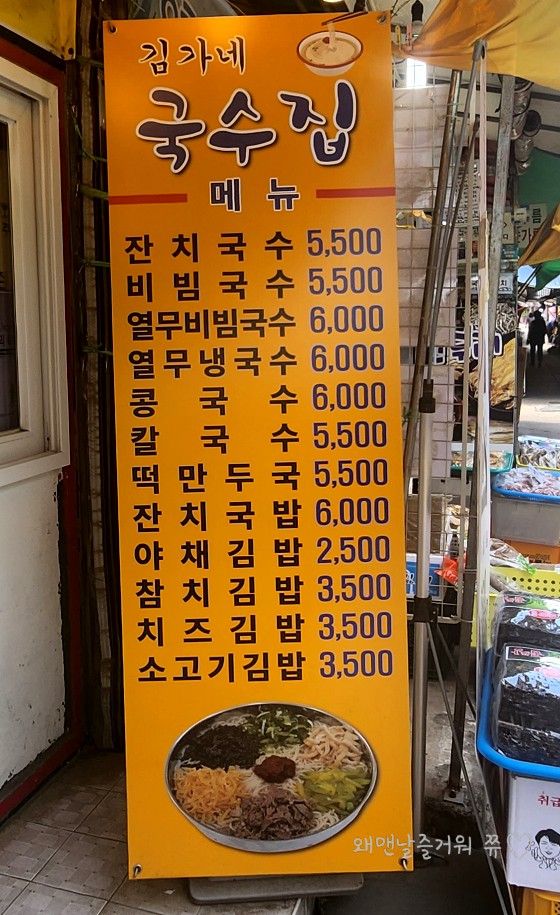 김가네
국수집
메뉴
잔치국수 5,500
비빔국수 5,500
열무비빔국수 6,000
열무냉국수 6,000
콩국수 6,000
칼국수 5,500
떡만두국 5,500
잔치국밥 6,000
야채김밥 2,500
참치김밥 3,500
치즈김밥 3,500
소고기김밥 3,500
왜맨날즐거워 쮸
취급